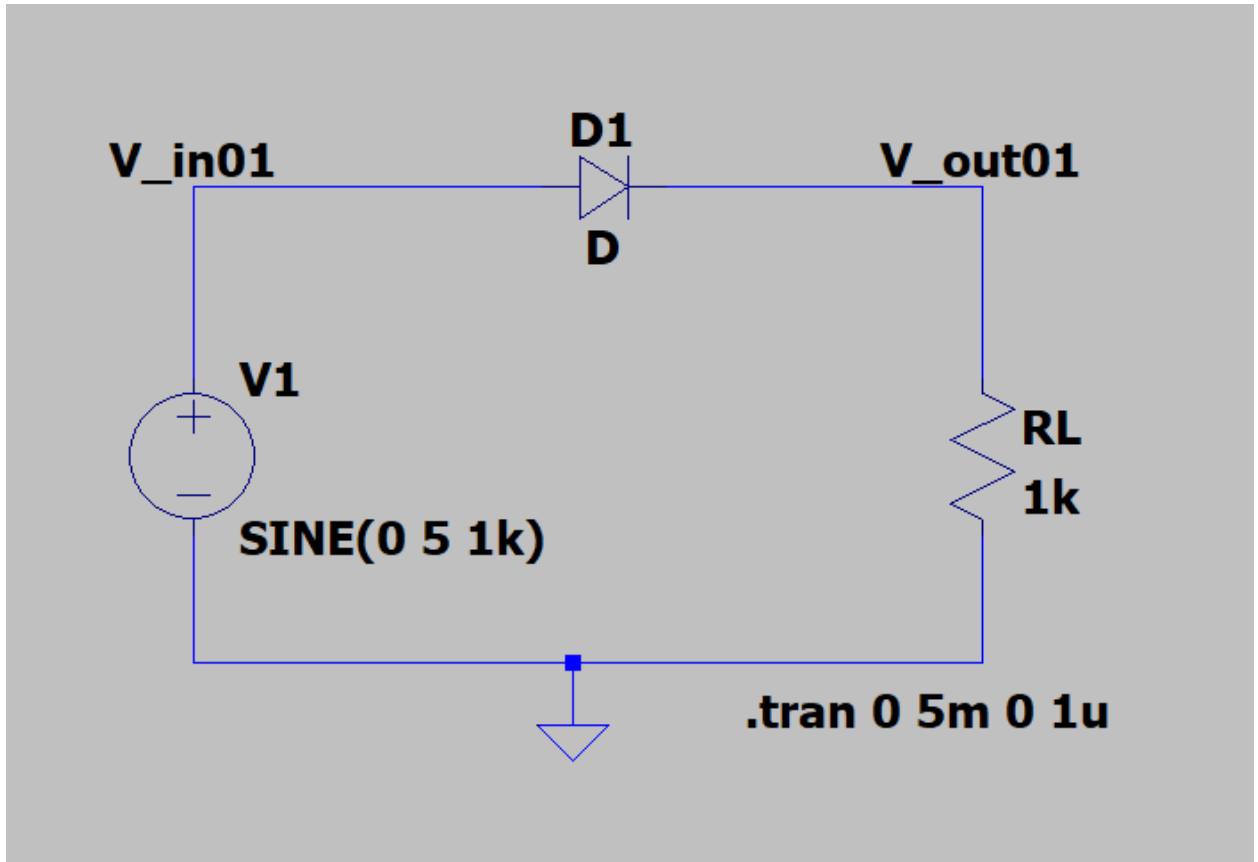 D1
V_in01
V_out01
D
V1
RL
1k
SINE(0 5 1k)
.tran 0 5m 0 1u